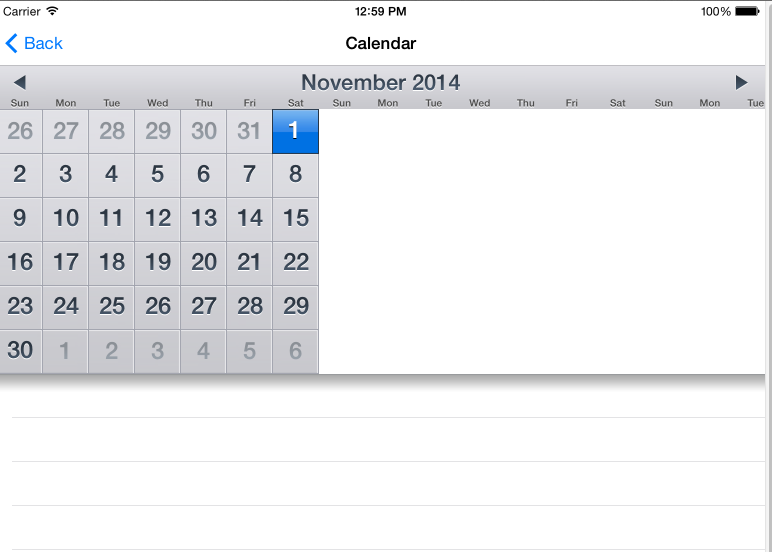 Carrier 12:59 PM 100%
Back Calendar
November 2014
Sun Mon Tue Wed Thu Fri Sat Sun Mon Tue Wed Thu Fri Sat Sun Mon Tue
26 27 28 29 30 31 1
2 3 4 5 6 7 8
9 10 11 12 13 14 15
16 17 18 19 20 21 22
23 24 25 26 27 28 29
30 1 2 3 4 5 6